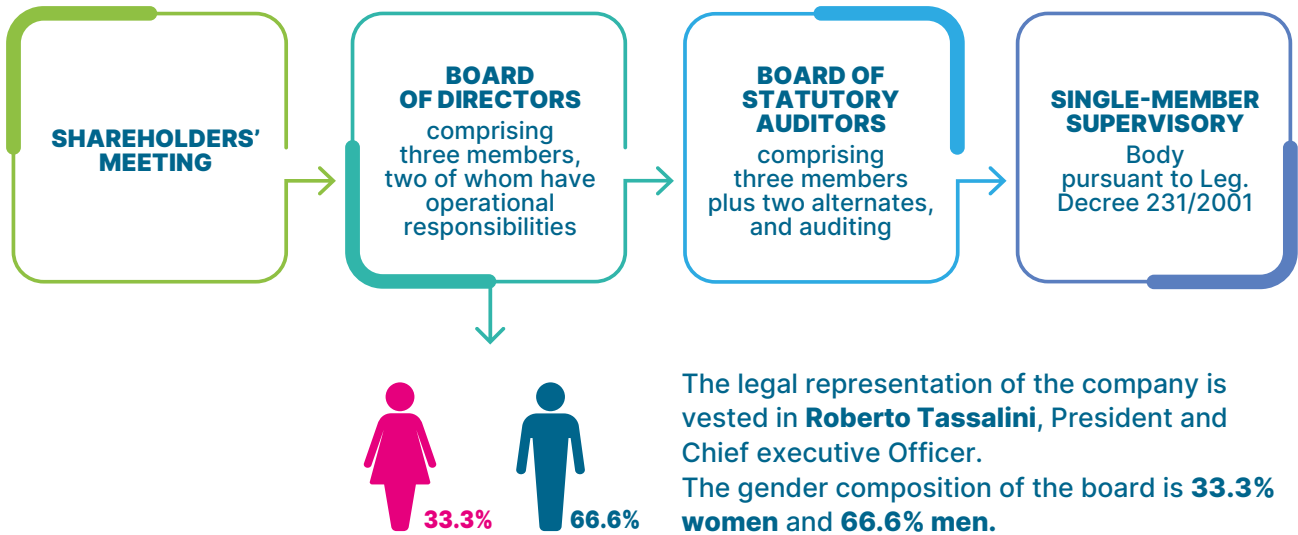 SHAREHOLDERS’
MEETING
BOARD
OF DIRECTORS
comprising
three members,
two of whom have
operational
responsibilities
BOARD OF
STATUTORY
AUDITORS
comprising
three members
plus two alternates,
and auditing
SINGLE-MEMBER
SUPERVISORY
Body
pursuant to Leg.
Decree 231/2001
33.3%
66.6%
The legal representation of the company is
vested in Roberto Tassalini, President and
Chief executive Officer.
The gender composition of the board is 33.3%
women and 66.6% men.